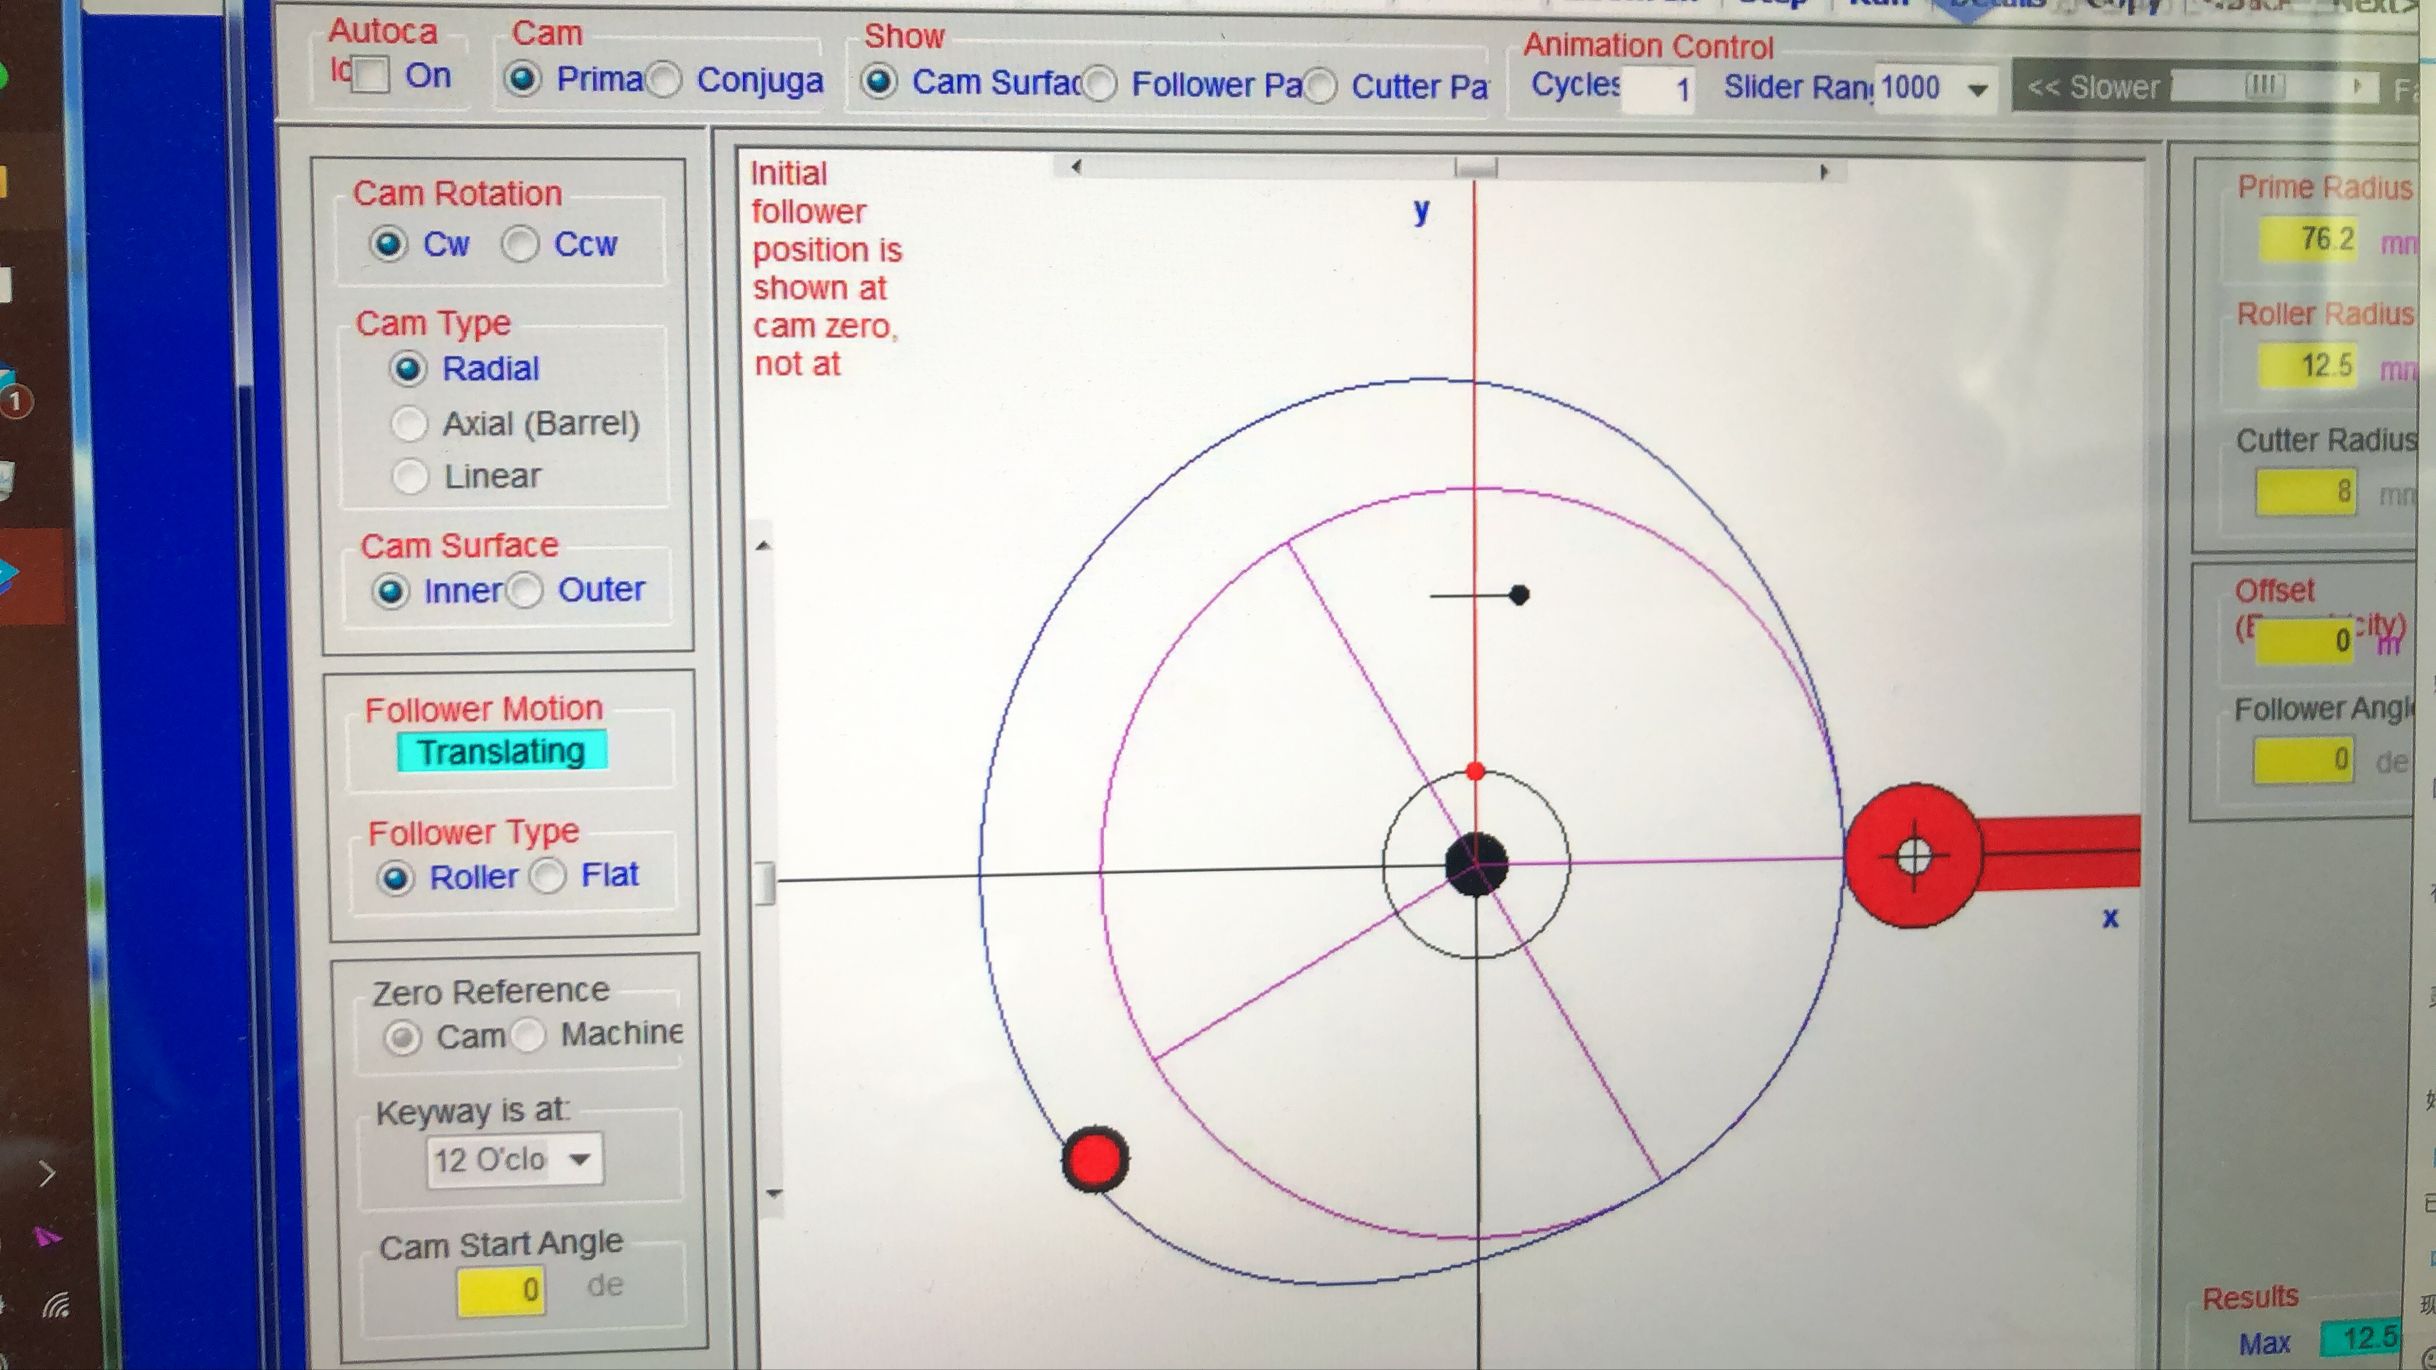 Autoca
On
Cam
Prima
Conjuga
Show
Cam Surfac
Follower Pa
Cutter Pa
Animation Control
Cycles
1
Slider Ran
1000
<< Slower
Cam Rotation
Cw
Ccw
Cam Type
Radial
Axial (Barrel)
Linear
Cam Surface
Inner
Outer
Follower Motion
Translating
Follower Type
Roller
Flat
Zero Reference
Cam
Machine
Keyway is at:
12 O'clo
Cam Start Angle
0 de
Initial
follower
position is
shown at
cam zero,
not at
y
x
Prime Radius
76.2 mm
Roller Radius
12.5 mm
Cutter Radius
8 mm
Offset
0 m
Follower Angle
0 de
Results
Max 12.5
1